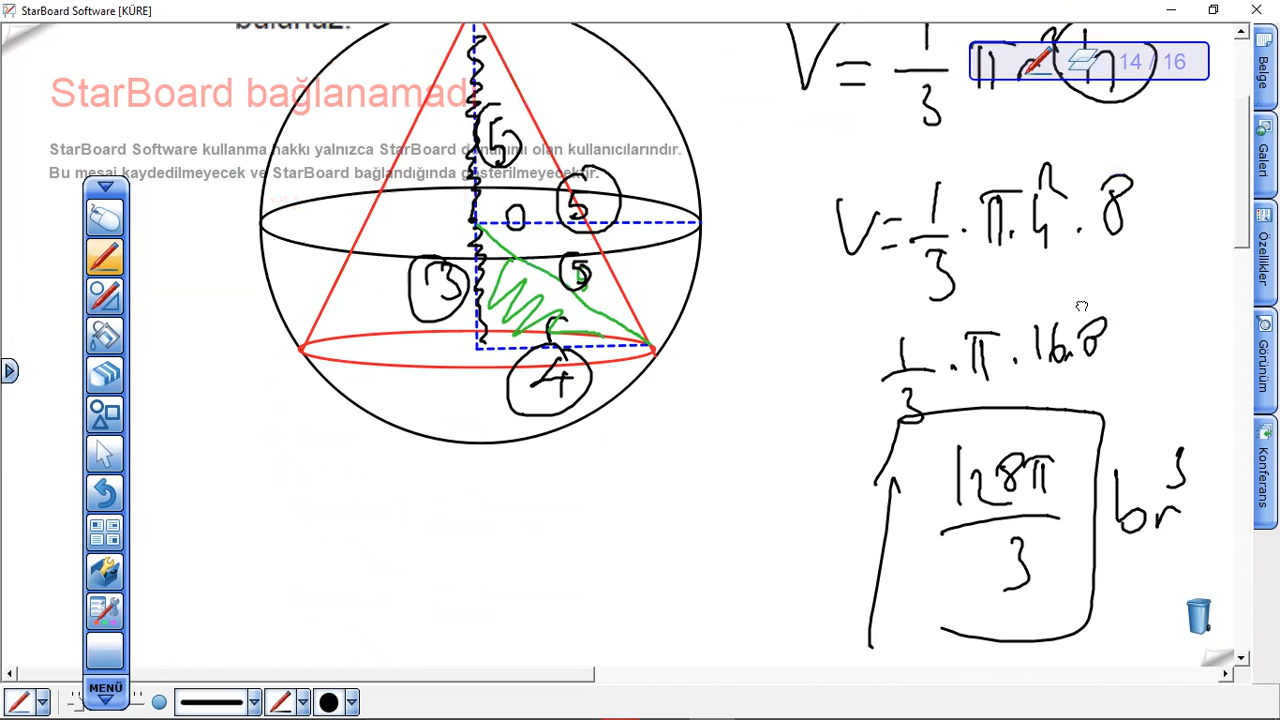 StarBoard Software [KÜRE]
bulunuz.
StarBoard bağlanamad
StarBoard Software kullanma hakkı yalnızca StarBoard donanımı olan kullanıcılarındır.
Bu mesaj kaydedilmeyecek ve StarBoard bağlandığında gösterilmeyecektir.
5
5
O
3
5
r
4
V = 1/3 π r² h
14 / 16
V = 1/3 . π . 4² . 8
1/3 . π . 16.8
128π/3 br³
MENÜ
Belge
Galeri
Özellikler
Görünüm
Konferans